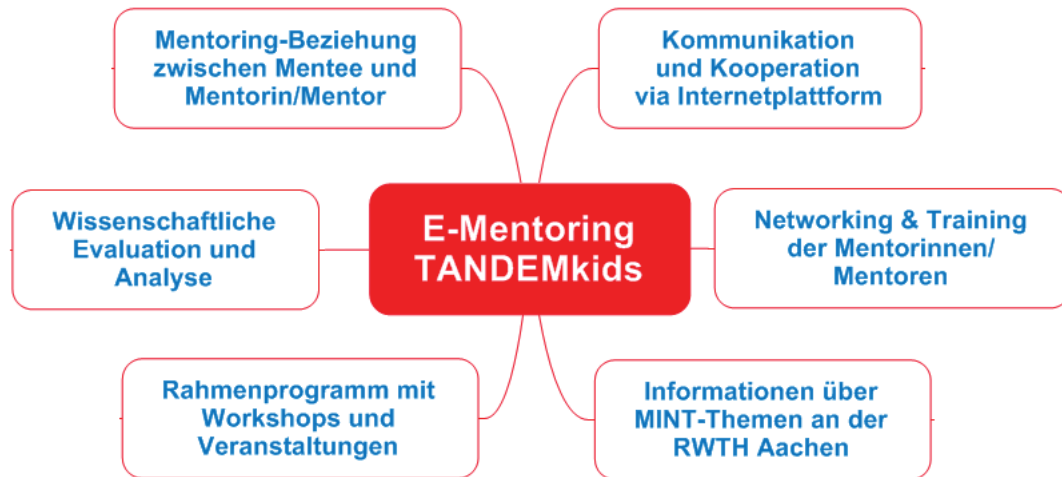 Mentoring-Beziehung
zwischen Mentee und
Mentorin/Mentor
Kommunikation
und Kooperation
via Internetplattform
Wissenschaftliche
Evaluation und
Analyse
E-Mentoring
TANDEMkids
Networking & Training
der Mentorinnen/
Mentoren
Rahmenprogramm mit
Workshops und
Veranstaltungen
Informationen über
MINT-Themen an der
RWTH Aachen